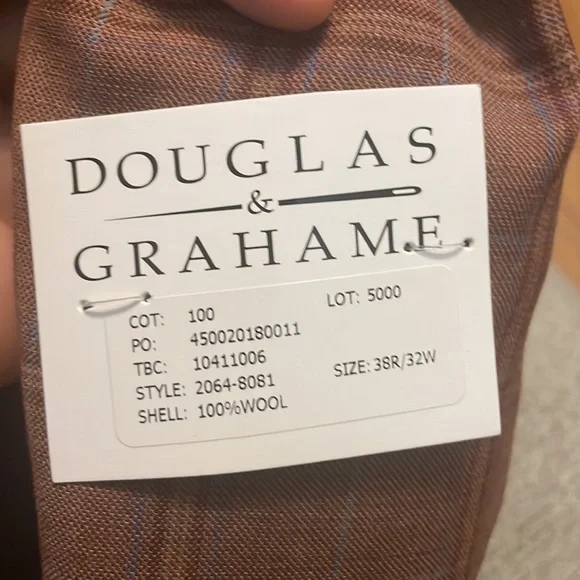 DOUGLAS
&
GRAHAME
COT: 100 LOT: 5000
PO: 450020180011
TBC: 10411006
STYLE: 2064-8081 SIZE: 38R/32W
SHELL: 100%WOOL